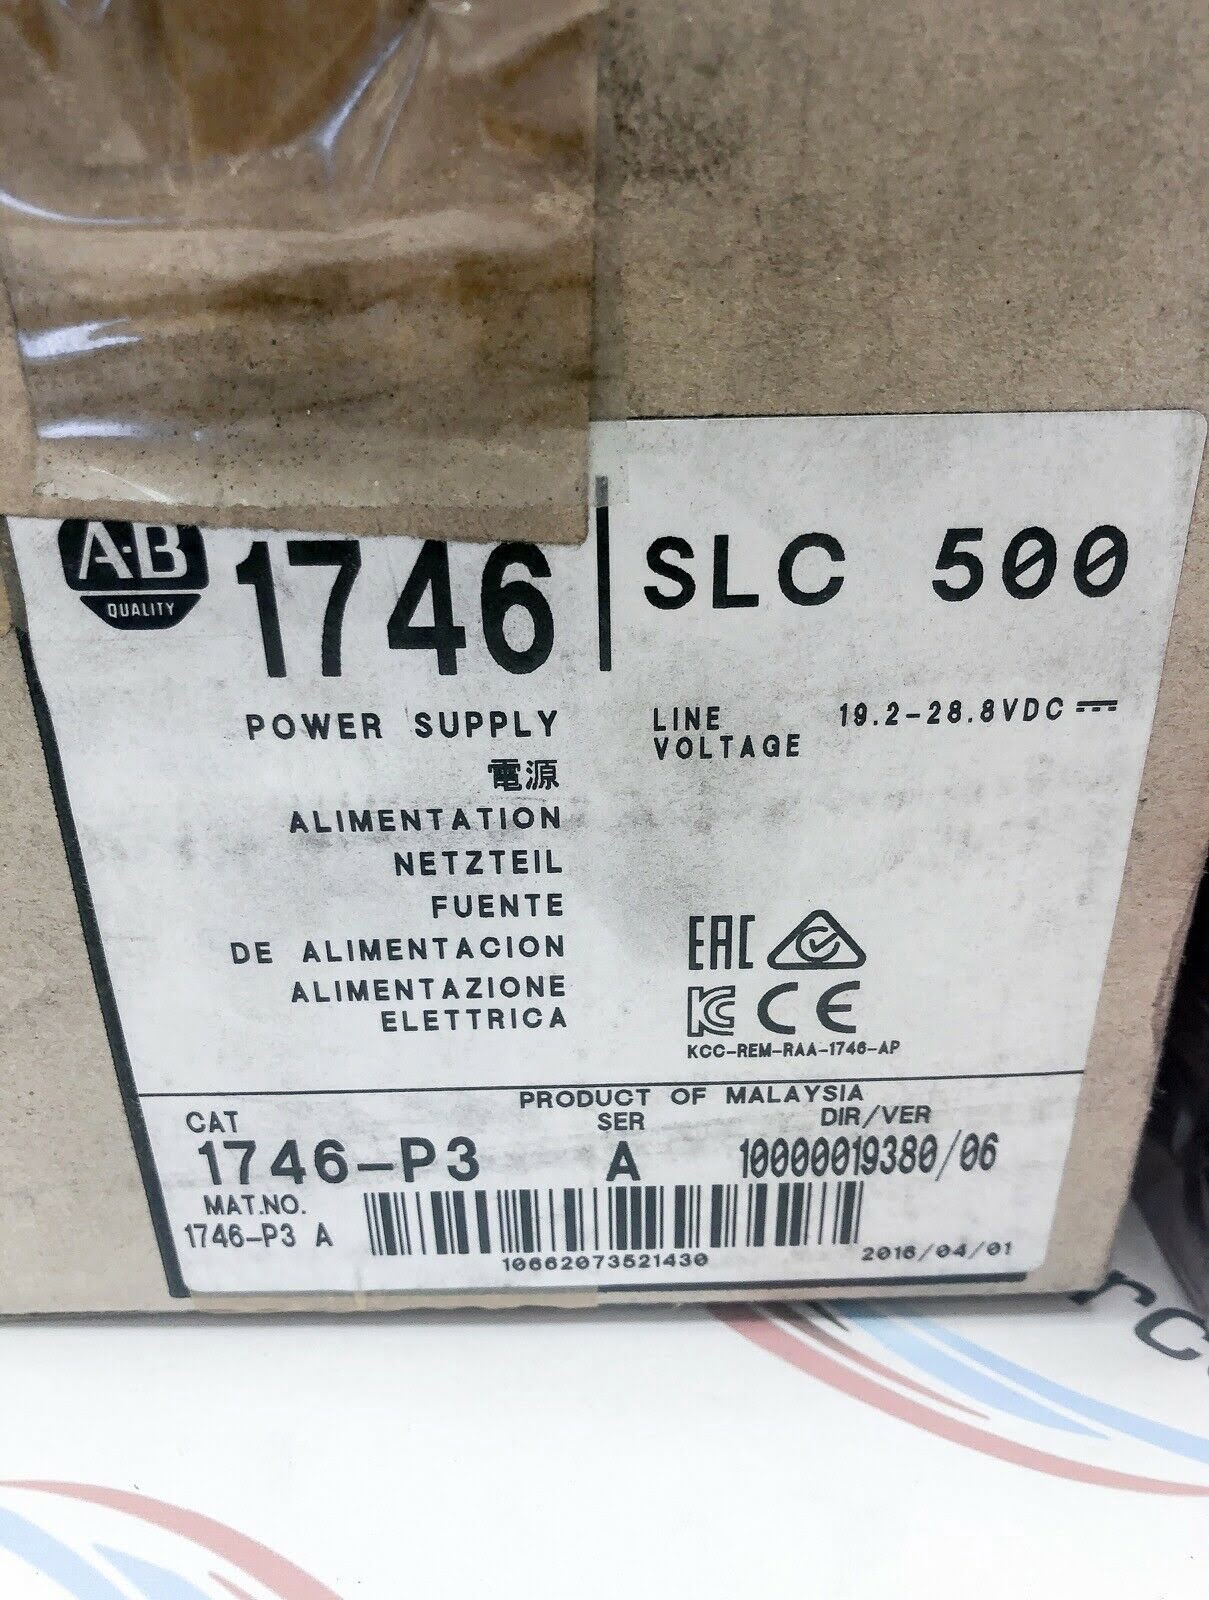 A-B
QUALITY
1746
SLC 500
POWER SUPPLY
電源
ALIMENTATION
NETZTEIL
FUENTE
DE ALIMENTACION
ALIMENTAZIONE
ELETTRICA
LINE
VOLTAGE
19.2-28.8VDC
EAC
KC CE
KCC-REM-RAA-1746-AP
PRODUCT OF MALAYSIA
CAT
SER
DIR/VER
1746-P3
A
10000019380/06
MAT.NO.
1746-P3 A
10662073521430
2016/04/01